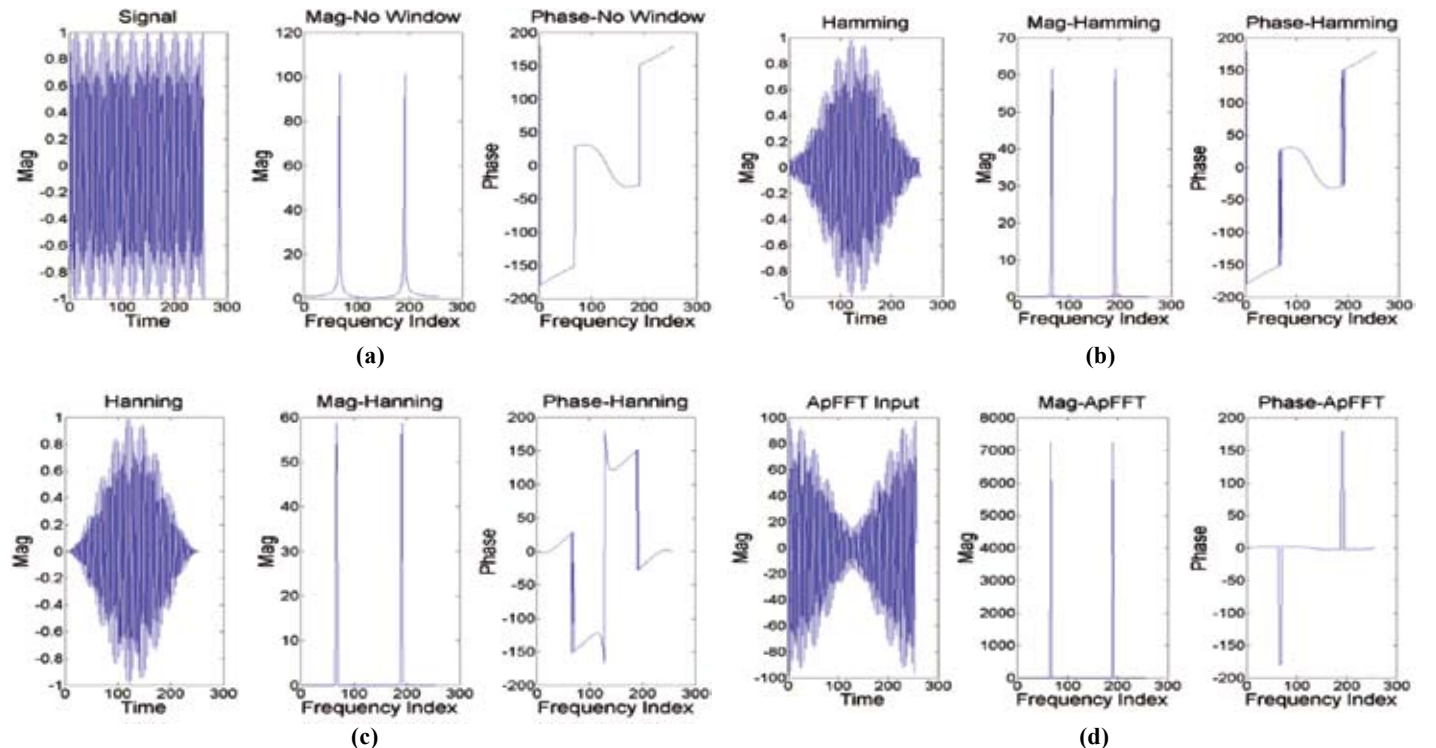 Signal
Mag-No Window
Phase-No Window
Mag
1
0.8
0.6
0.4
0.2
0
-0.2
-0.4
-0.6
-0.8
-1
0 100 200 300
Time
Mag
120
100
80
60
40
20
0
0 100 200 300
Frequency Index
Phase
200
150
100
50
0
-50
-100
-150
-200
0 100 200 300
Frequency Index
(a)
Hamming
Mag-Hamming
Phase-Hamming
Mag
1
0.8
0.6
0.4
0.2
0
-0.2
-0.4
-0.6
-0.8
-1
0 100 200 300
Time
Mag
70
60
50
40
30
20
10
0
0 100 200 300
Frequency Index
Phase
200
150
100
50
0
-50
-100
-150
-200
0 100 200 300
Frequency Index
(b)
Hanning
Mag-Hanning
Phase-Hanning
Mag
1
0.8
0.6
0.4
0.2
0
-0.2
-0.4
-0.6
-0.8
-1
0 100 200 300
Time
Mag
60
50
40
30
20
10
0
0 100 200 300
Frequency Index
Phase
200
150
100
50
0
-50
-100
-150
-200
0 100 200 300
Frequency Index
(c)
ApFFT Input
Mag-ApFFT
Phase-ApFFT
Mag
100
80
60
40
20
0
-20
-40
-60
-80
-100
0 100 200 300
Time
Mag
8000
7000
6000
5000
4000
3000
2000
1000
0
0 100 200 300
Frequency Index
Phase
200
150
100
50
0
-50
-100
-150
-200
0 100 200 300
Frequency Index
(d)